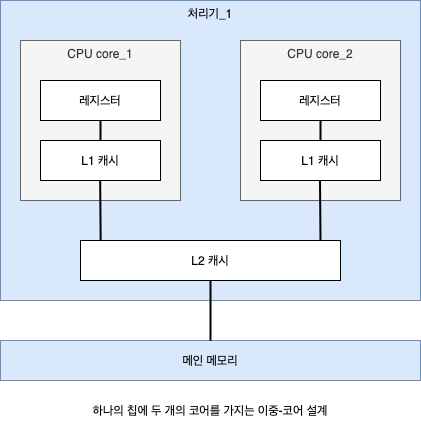 처리기_1
CPU core_1
CPU core_2
레지스터
레지스터
L1 캐시
L1 캐시
L2 캐시
메인 메모리
하나의 칩에 두 개의 코어를 가지는 이중-코어 설계